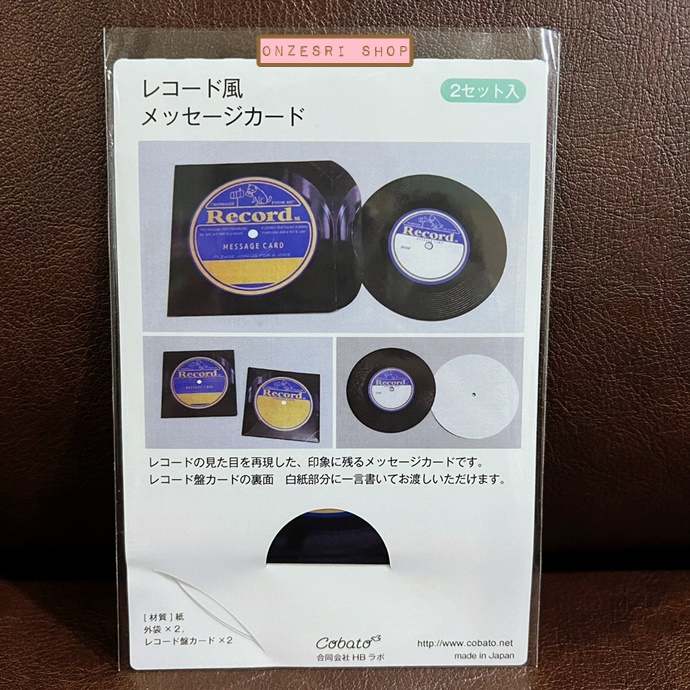 ONZESRI SHOP
レコード風
メッセージカード
2セット入
Record
MESSAGE CARD
Record
Record
Record
Record
レコードの見た目を再現した、印象に残るメッセージカードです。
レコード盤カードの裏面　白紙部分に一言書いてお渡しいただけます。
[ 材質 ] 紙
外袋 × 2,
レコード盤カード × 2
Cobato
合同会社 HB ラボ
http://www.cobato.net
made in Japan